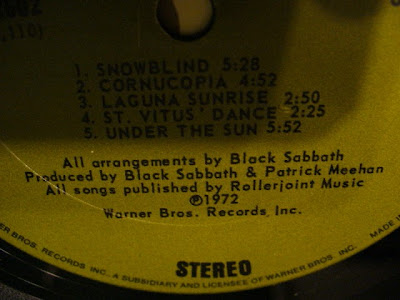 ,110)
1. SNOWBLIND 5:28
2. CORNUCOPIA 4:52
3. LAGUNA SUNRISE 2:50
4. ST. VITUS' DANCE 2:25
5. UNDER THE SUN 5:52
All arrangements by Black Sabbath
Produced by Black Sabbath & Patrick Meehan
All songs published by Rollerjoint Music
℗1972
Warner Bros. Records, Inc.
STEREO
BROS. RECORDS INC. A SUBSIDIARY AND LICENSEE OF WARNER BROS. INC. MADE IN